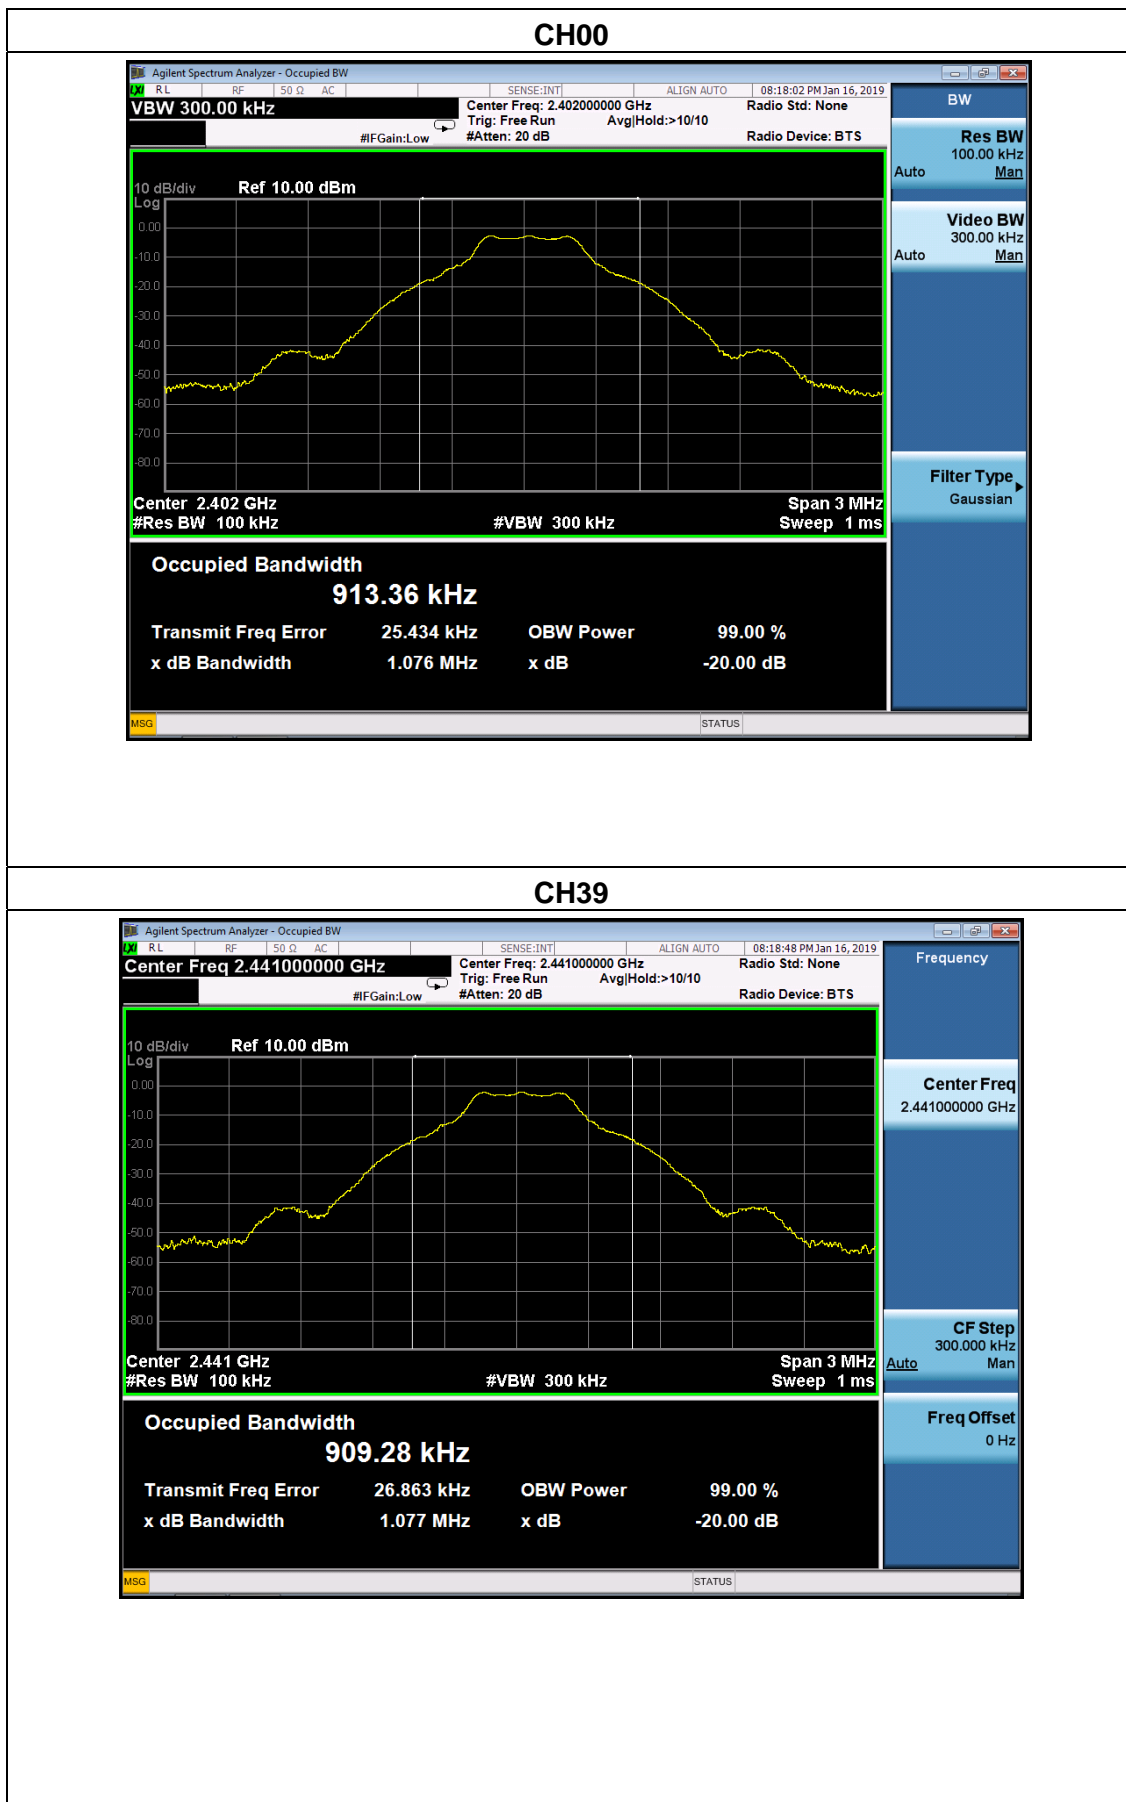 CH00
Agilent Spectrum Analyzer - Occupied BW
LXI RL RF 50 Ω AC SENSE:INT ALIGN AUTO 08:18:02 PM Jan 16, 2019
VBW 300.00 kHz
Center Freq: 2.402000000 GHz Radio Std: None
Trig: Free Run Avg|Hold:>10/10
#IFGain:Low #Atten: 20 dB Radio Device: BTS
BW
Res BW
100.00 kHz
Auto Man
Video BW
300.00 kHz
Auto Man
Filter Type
Gaussian
10 dB/div Ref 10.00 dBm
Log
0.00
-10.0
-20.0
-30.0
-40.0
-50.0
-60.0
-70.0
-80.0
Center 2.402 GHz Span 3 MHz
#Res BW 100 kHz #VBW 300 kHz Sweep 1 ms
Occupied Bandwidth
913.36 kHz
Transmit Freq Error 25.434 kHz OBW Power 99.00 %
x dB Bandwidth 1.076 MHz x dB -20.00 dB
MSG STATUS
CH39
Agilent Spectrum Analyzer - Occupied BW
LXI RL RF 50 Ω AC SENSE:INT ALIGN AUTO 08:18:48 PM Jan 16, 2019
Center Freq 2.441000000 GHz
Center Freq: 2.441000000 GHz Radio Std: None
Trig: Free Run Avg|Hold:>10/10
#IFGain:Low #Atten: 20 dB Radio Device: BTS
Frequency
Center Freq
2.441000000 GHz
CF Step
300.000 kHz
Auto Man
Freq Offset
0 Hz
10 dB/div Ref 10.00 dBm
Log
0.00
-10.0
-20.0
-30.0
-40.0
-50.0
-60.0
-70.0
-80.0
Center 2.441 GHz Span 3 MHz
#Res BW 100 kHz #VBW 300 kHz Sweep 1 ms
Occupied Bandwidth
909.28 kHz
Transmit Freq Error 26.863 kHz OBW Power 99.00 %
x dB Bandwidth 1.077 MHz x dB -20.00 dB
MSG STATUS